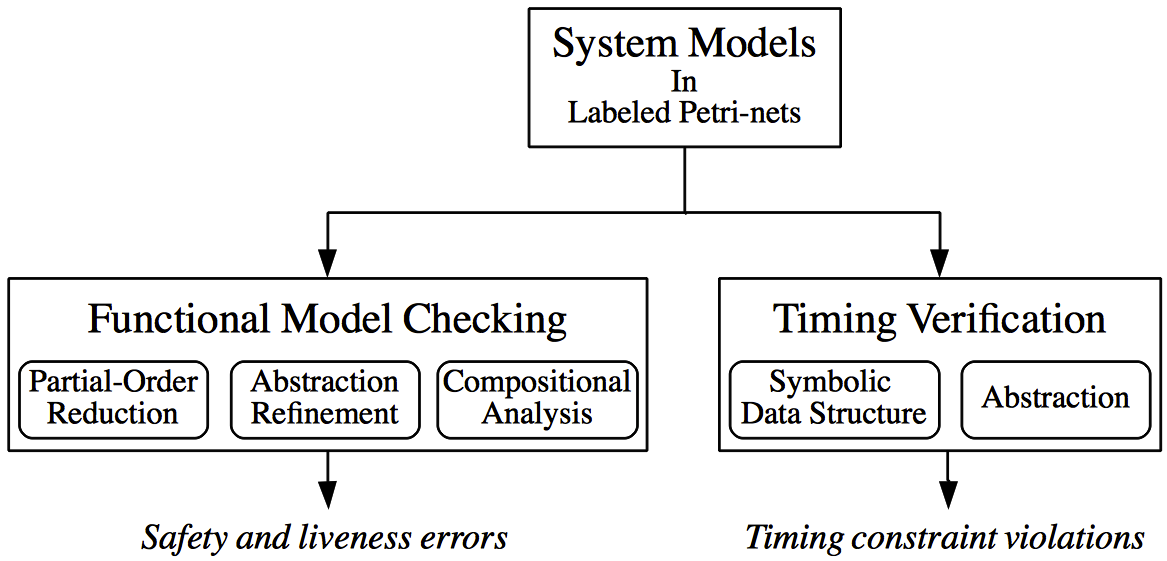 System Models
In
Labeled Petri-nets
Functional Model Checking
Partial-Order
Reduction
Abstraction
Refinement
Compositional
Analysis
Timing Verification
Symbolic
Data Structure
Abstraction
Safety and liveness errors
Timing constraint violations